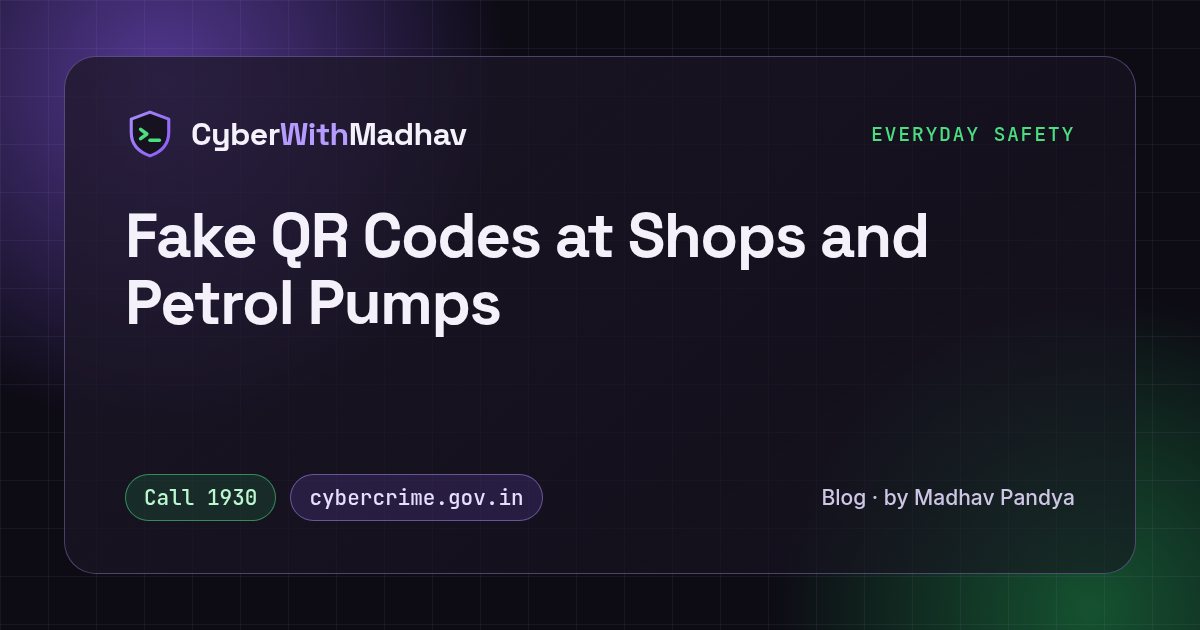 CyberWithMadhav
EVERYDAY SAFETY
Fake QR Codes at Shops and
Petrol Pumps
Call 1930
cybercrime.gov.in
Blog · by Madhav Pandya